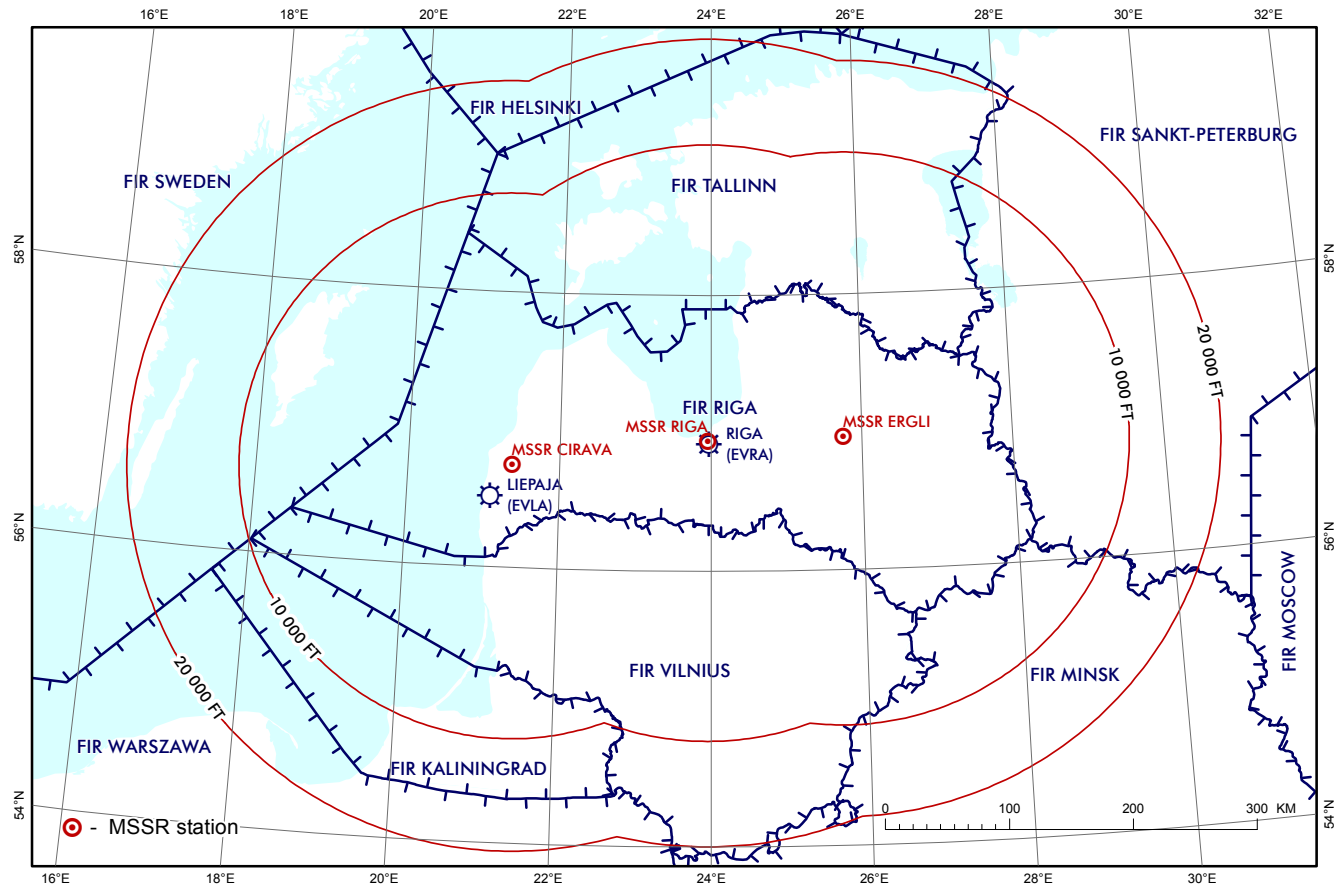 16°E 18°E 20°E 22°E 24°E 26°E 28°E 30°E 32°E
FIR HELSINKI
FIR SANKT-PETERBURG
FIR SWEDEN
FIR TALLINN
58°N
58°N
20 000 FT
10 000 FT
FIR RIGA
MSSR RIGA
RIGA
(EVRA)
MSSR ERGLI
MSSR CIRAVA
LIEPAJA
(EVLA)
56°N
56°N
10 000 FT
20 000 FT
FIR MOSCOW
FIR VILNIUS
FIR MINSK
FIR WARSZAWA
FIR KALININGRAD
54°N
54°N
0 100 200 300 KM
- MSSR station
16°E 18°E 20°E 22°E 24°E 26°E 28°E 30°E 32°E